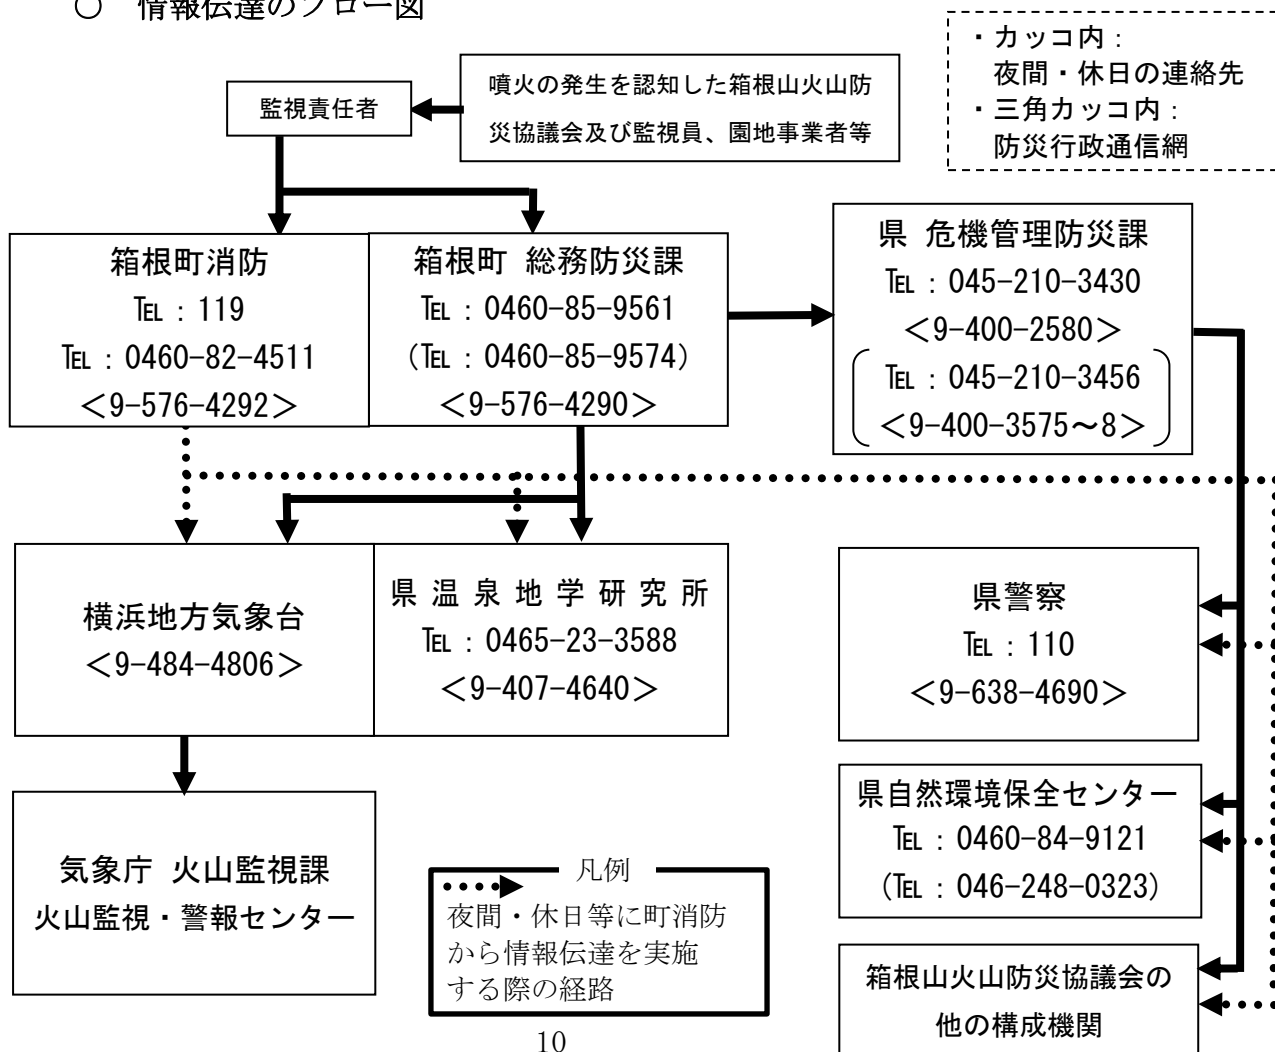 ○ 情報伝達のフロー図
・カッコ内：
夜間・休日の連絡先
・三角カッコ内：
防災行政通信網
監視責任者
噴火の発生を認知した箱根山火山防
災協議会及び監視員、園地事業者等
箱根町消防
℡：119
℡：0460-82-4511
＜9-576-4292＞
箱根町 総務防災課
℡：0460-85-9561
（℡：0460-85-9574）
＜9-576-4290＞
県 危機管理防災課
℡：045-210-3430
＜9-400-2580＞
℡：045-210-3456
＜9-400-3575～8＞
横浜地方気象台
＜9-484-4806＞
県温泉地学研究所
℡：0465-23-3588
＜9-407-4640＞
県警察
℡：110
＜9-638-4690＞
気象庁 火山監視課
火山監視・警報センター
県自然環境保全センター
℡：0460-84-9121
（℡：046-248-0323）
箱根山火山防災協議会の
他の構成機関
凡例
夜間・休日等に町消防
から情報伝達を実施
する際の経路
10